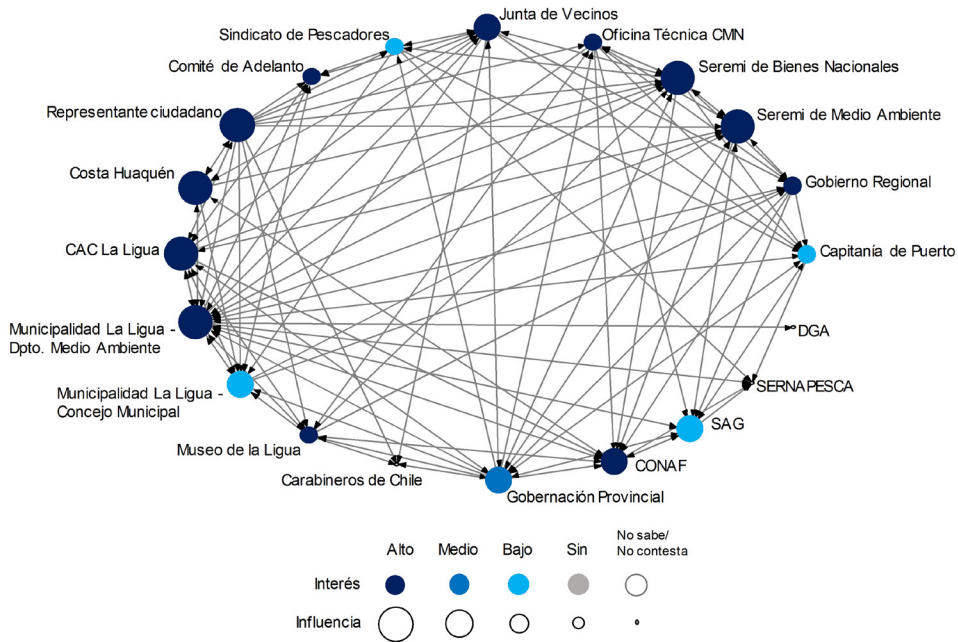 Junta de Vecinos
Sindicato de Pescadores
Oficina Técnica CMN
Comité de Adelanto
Seremi de Bienes Nacionales
Representante ciudadano
Seremi de Medio Ambiente
Costa Huaquén
Gobierno Regional
CAC La Ligua
Capitanía de Puerto
Municipalidad La Ligua -
Dpto. Medio Ambiente
DGA
Municipalidad La Ligua -
Concejo Municipal
SERNAPESCA
SAG
Museo de la Ligua
CONAF
Carabineros de Chile
Gobernación Provincial
Alto Medio Bajo Sin No sabe/
No contesta
Interés
Influencia